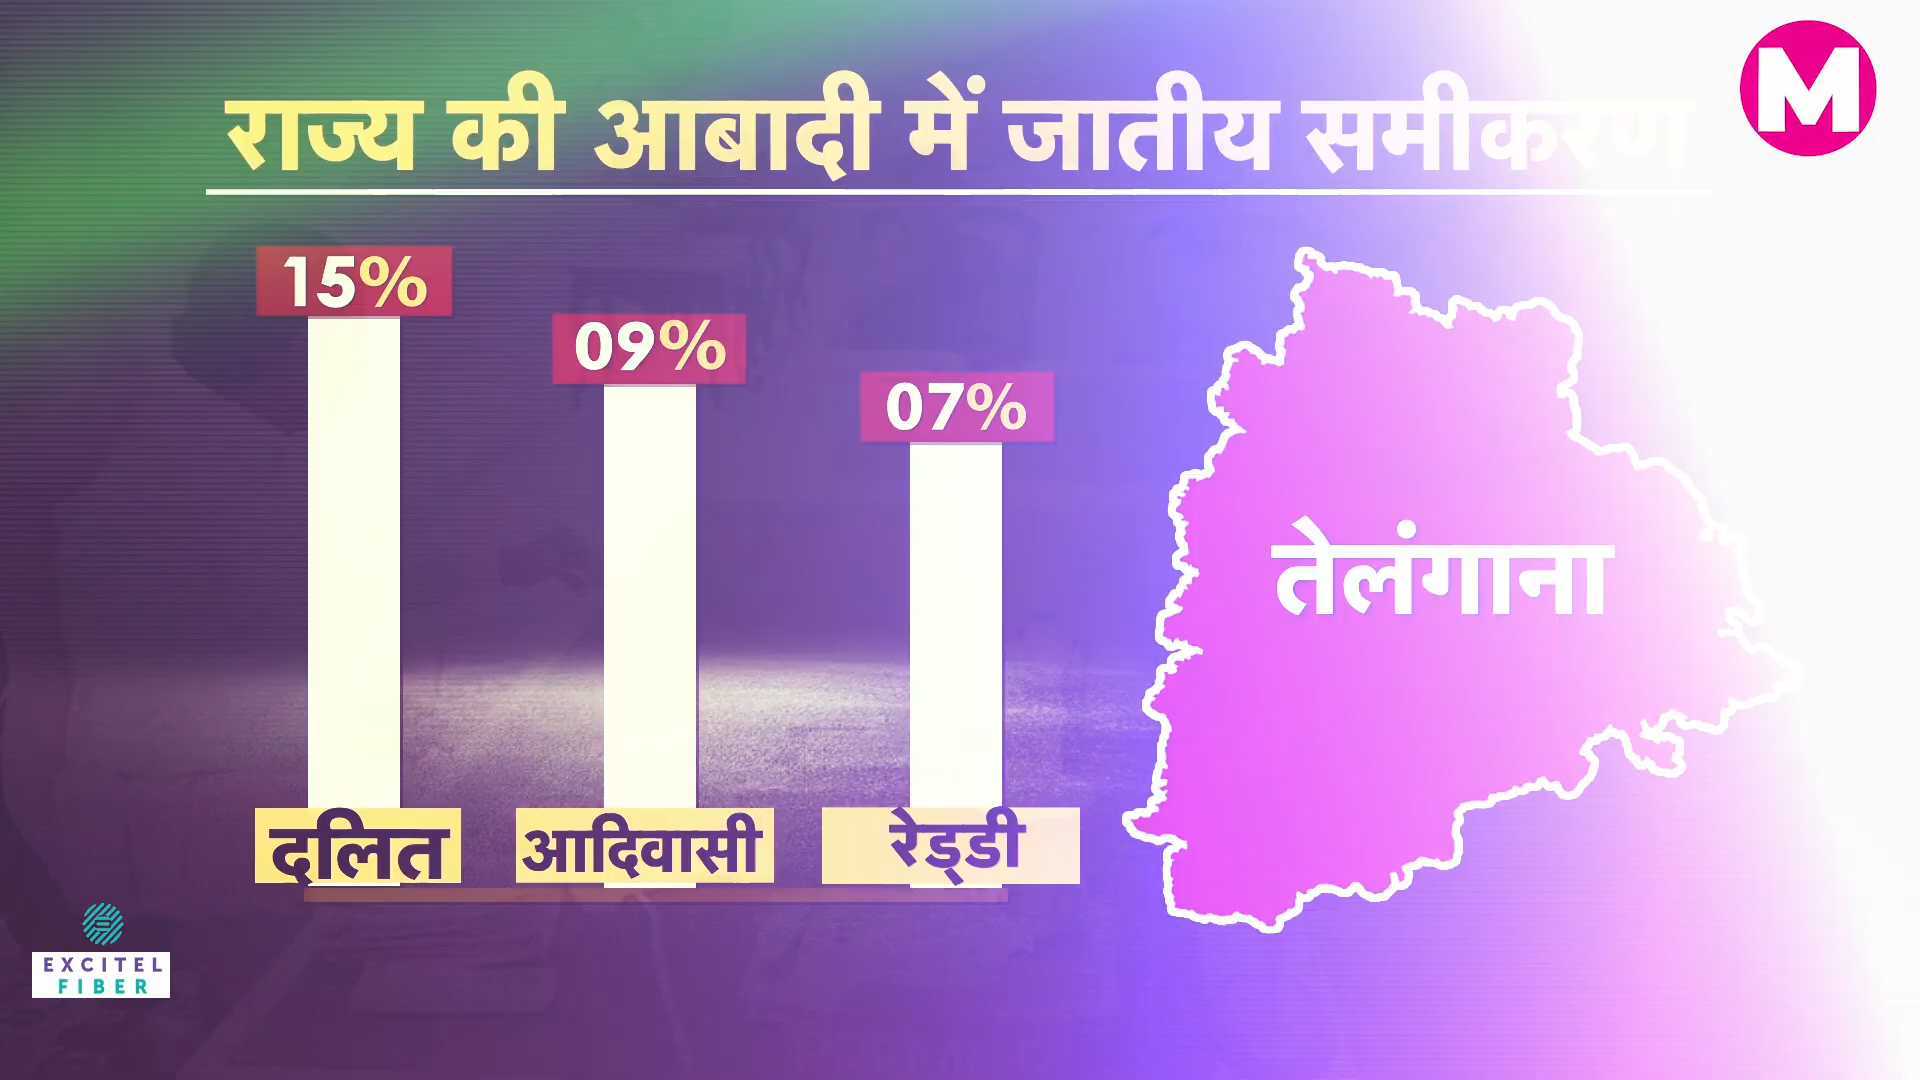 राज्य की आबादी में जातीय समीकरण
M
15%
09%
07%
तेलंगाना
दलित
आदिवासी
रेड्डी
EXCITEL
FIBER